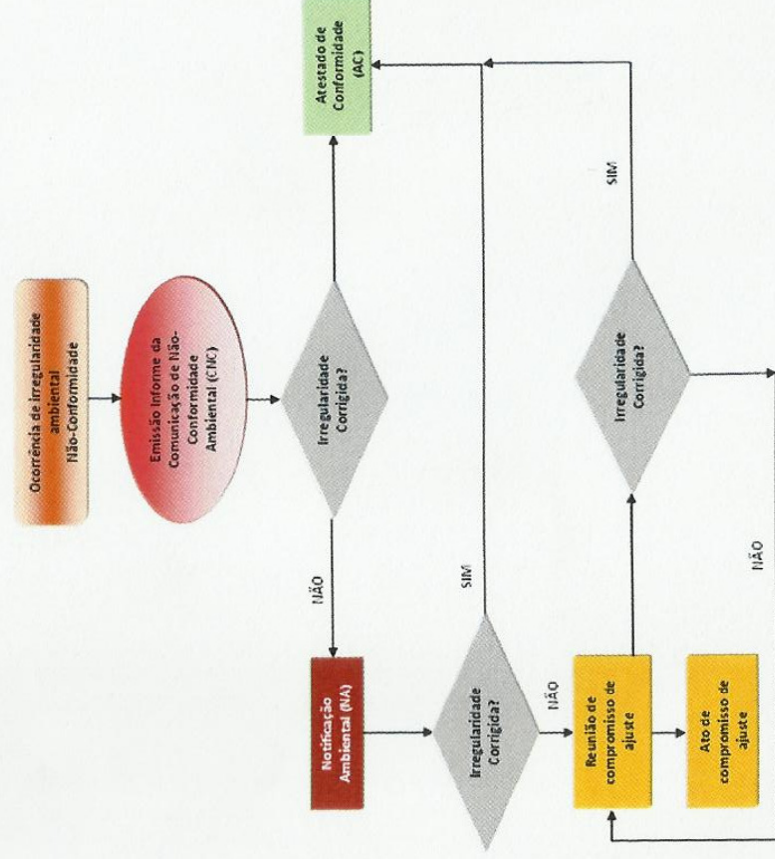 Ocorrência de irregularidade
ambiental
Não-Conformidade
Emissão Informe da
Comunicação de Não-
Conformidade
Ambiental (CNC)
Irregularidade
Corrigida?
Atestado de
Conformidade
(AC)
NÃO
Notificação
Ambiental (NA)
Irregularidade
Corrigida?
SIM
NÃO
Reunião de
compromisso de
ajuste
Irregularidade
Corrigida?
SIM
NÃO
Ato de
compromisso de
ajuste